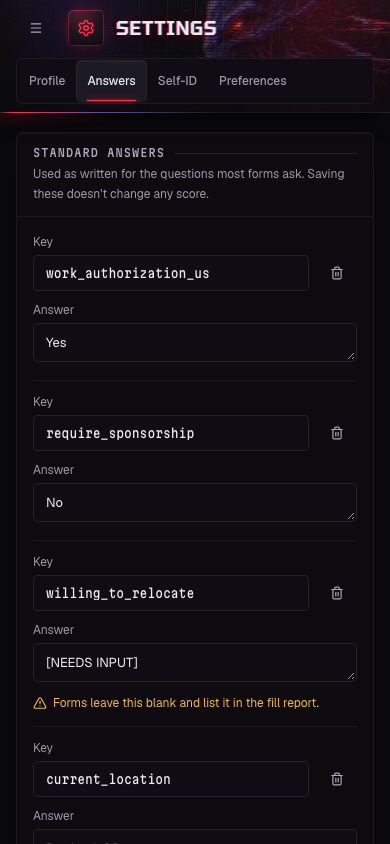 SETTINGS
Profile
Answers
Self-ID
Preferences
STANDARD ANSWERS
Used as written for the questions most forms ask. Saving
these doesn't change any score.
Key
work_authorization_us
Answer
Yes
Key
require_sponsorship
Answer
No
Key
willing_to_relocate
Answer
[NEEDS INPUT]
Forms leave this blank and list it in the fill report.
Key
current_location
Answer